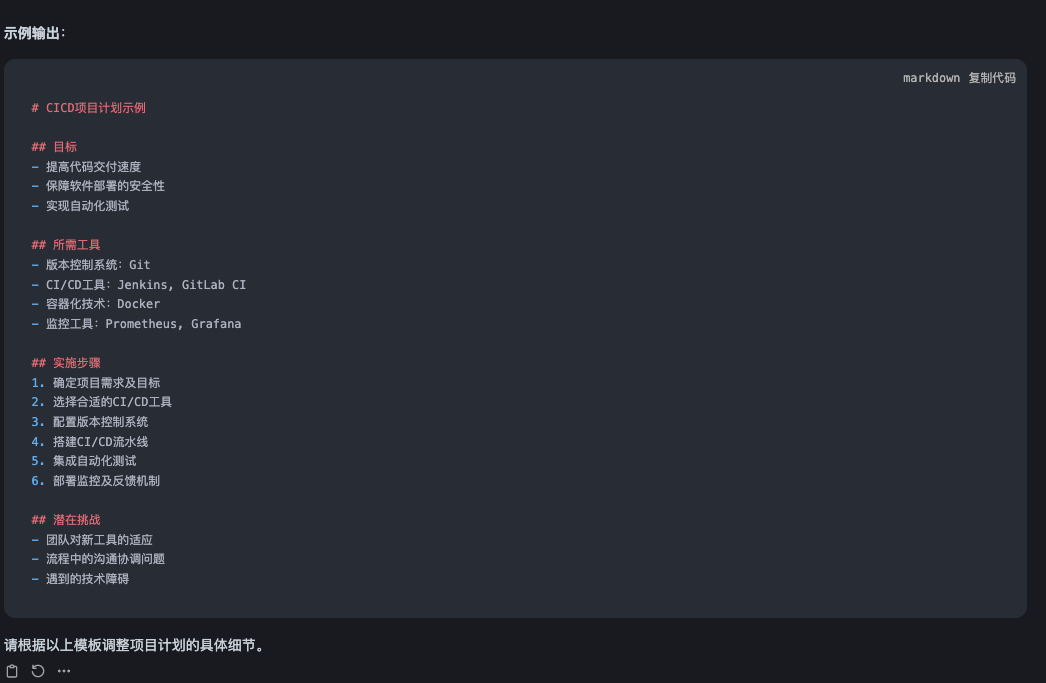 示例输出：
markdown 复制代码
# CICD项目计划示例
## 目标
- 提高代码交付速度
- 保障软件部署的安全性
- 实现自动化测试
## 所需工具
- 版本控制系统：Git
- CI/CD工具：Jenkins, GitLab CI
- 容器化技术：Docker
- 监控工具：Prometheus, Grafana
## 实施步骤
1. 确定项目需求及目标
2. 选择合适的CI/CD工具
3. 配置版本控制系统
4. 搭建CI/CD流水线
5. 集成自动化测试
6. 部署监控及反馈机制
## 潜在挑战
- 团队对新工具的适应
- 流程中的沟通协调问题
- 遇到的技术障碍
请根据以上模板调整项目计划的具体细节。